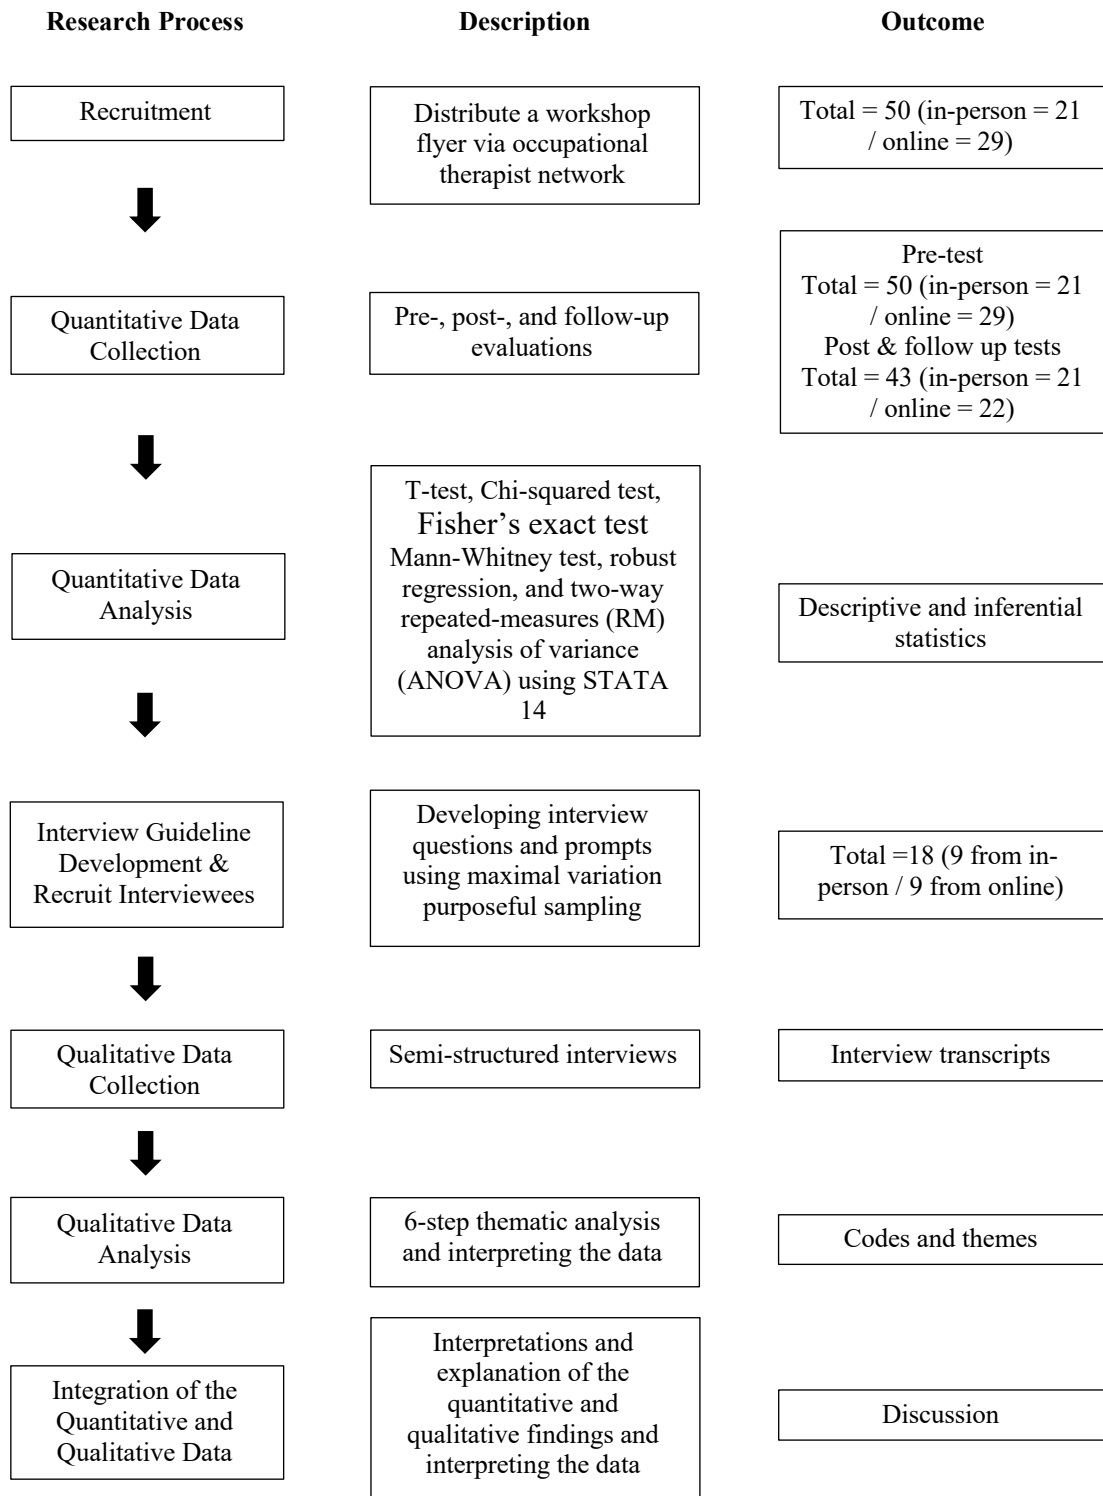 Research Process
Description
Outcome
Recruitment
Distribute a workshop
flyer via occupational
therapist network
Total = 50 (in-person = 21
/ online = 29)
Quantitative Data
Collection
Pre-, post-, and follow-up
evaluations
Pre-test
Total = 50 (in-person = 21
/ online = 29)
Post & follow up tests
Total = 43 (in-person = 21
/ online = 22)
Quantitative Data
Analysis
T-test, Chi-squared test,
Fisher’s exact test
Mann-Whitney test, robust
regression, and two-way
repeated-measures (RM)
analysis of variance
(ANOVA) using STATA
14
Descriptive and inferential
statistics
Interview Guideline
Development &
Recruit Interviewees
Developing interview
questions and prompts
using maximal variation
purposeful sampling
Total =18 (9 from in-
person / 9 from online)
Qualitative Data
Collection
Semi-structured interviews
Interview transcripts
Qualitative Data
Analysis
6-step thematic analysis
and interpreting the data
Codes and themes
Integration of the
Quantitative and
Qualitative Data
Interpretations and
explanation of the
quantitative and
qualitative findings and
interpreting the data
Discussion